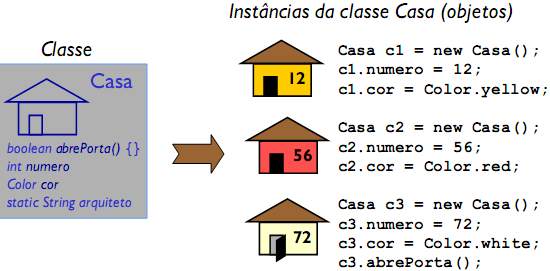 Instâncias da classe Casa (objetos)
Classe
Casa
boolean abrePorta() {}
int numero
Color cor
static String arquiteto
12
Casa c1 = new Casa();
c1.numero = 12;
c1.cor = Color.yellow;
56
Casa c2 = new Casa();
c2.numero = 56;
c2.cor = Color.red;
72
Casa c3 = new Casa();
c3.numero = 72;
c3.cor = Color.white;
c3.abrePorta();